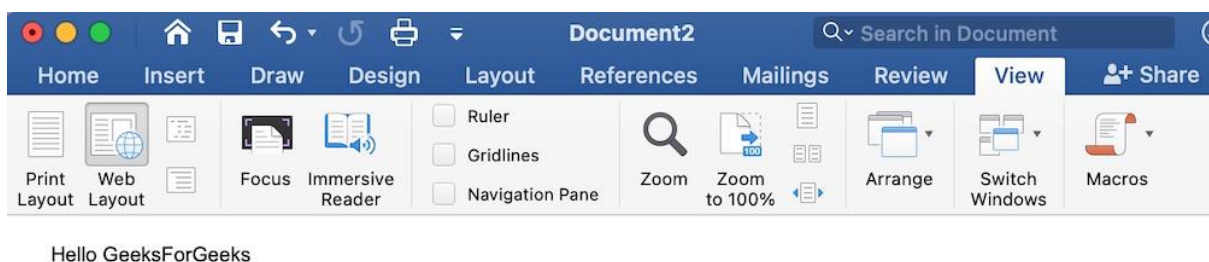 Document2
Search in Document
Home Insert Draw Design Layout References Mailings Review View Share
Ruler
Gridlines
Navigation Pane
Print Layout
Web Layout
Focus
Immersive Reader
Zoom
100
Zoom to 100%
Arrange
Switch Windows
Macros
Hello GeeksForGeeks